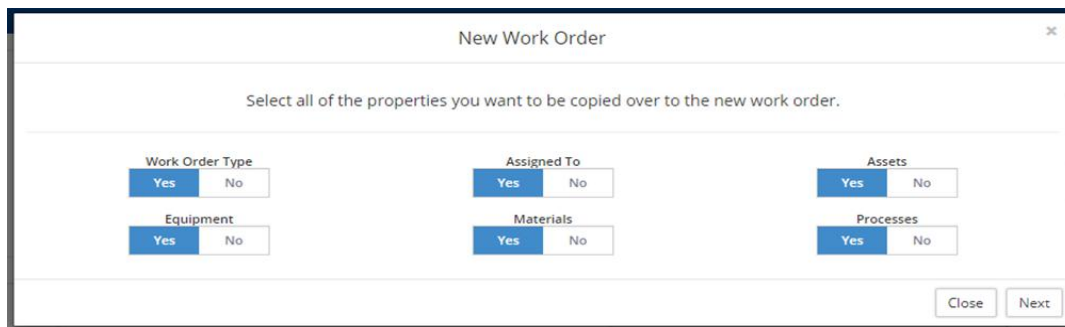 New Work Order
×
Select all of the properties you want to be copied over to the new work order.
Work Order Type Assigned To Assets
Yes No Yes No Yes No
Equipment Materials Processes
Yes No Yes No Yes No
Close Next